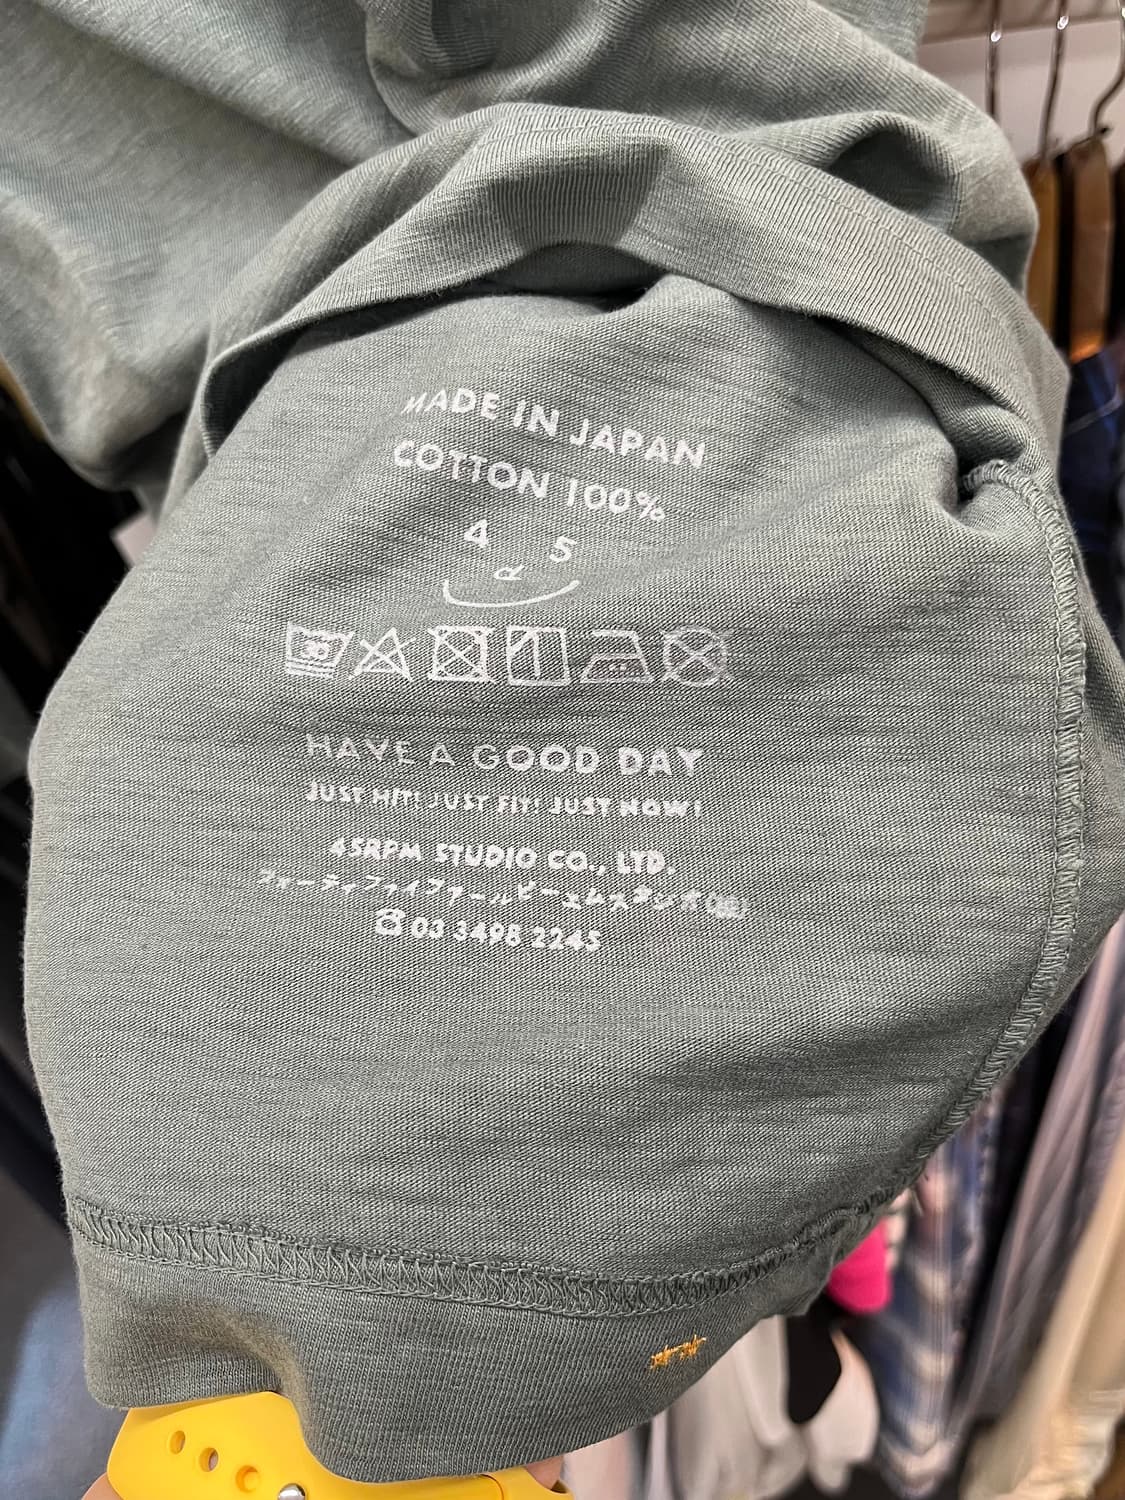 MADE IN JAPAN
COTTON 100%
4 5
R
30
HAVE A GOOD DAY
JUST HIT! JUST FIT! JUST NOW!
45RPM STUDIO CO., LTD.
フォーティファイブアールピーエムスタジオ(株)
☎03 3498 2245